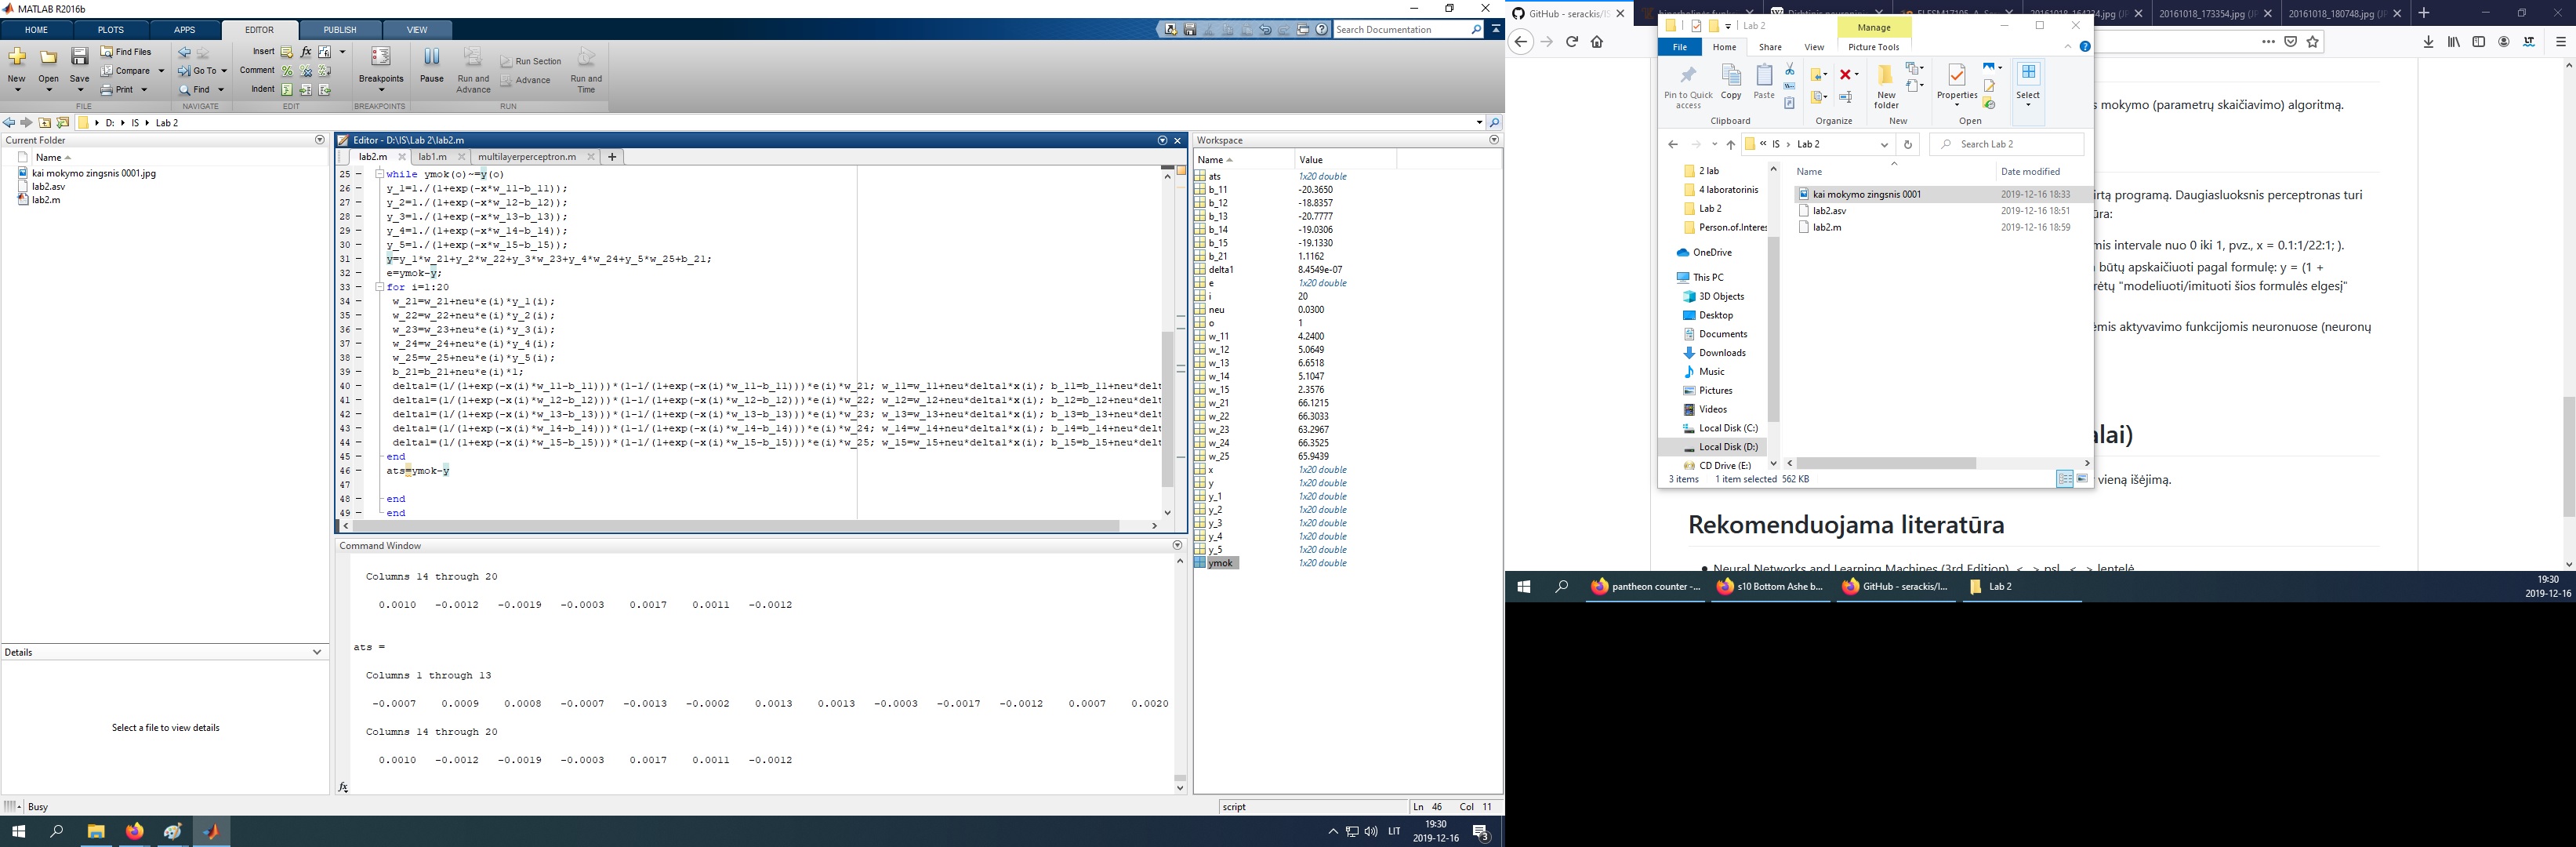 MATLAB R2016b
HOME PLOTS APPS EDITOR PUBLISH VIEW
Search Documentation
New Open Save
Find Files
Compare
Print
Go To
Find
Insert
Comment
Indent
Breakpoints
Pause
Run and Advance
Run Section
Advance
Run and Time
FILE NAVIGATE EDIT BREAKPOINTS RUN
D: IS Lab 2
Current Folder
Name
kai mokymo zingsnis 0001.jpg
lab2.asv
lab2.m
Details
Select a file to view details
Editor - D:\IS\Lab 2\lab2.m
lab2.m lab1.m multilayerperceptron.m
25 while ymok(o)~=y(o)
26 y_1=1./(1+exp(-x*w_11-b_11));
27 y_2=1./(1+exp(-x*w_12-b_12));
28 y_3=1./(1+exp(-x*w_13-b_13));
29 y_4=1./(1+exp(-x*w_14-b_14));
30 y_5=1./(1+exp(-x*w_15-b_15));
31 y=y_1*w_21+y_2*w_22+y_3*w_23+y_4*w_24+y_5*w_25+b_21;
32 e=ymok-y;
33 for i=1:20
34 w_21=w_21+neu*e(i)*y_1(i);
35 w_22=w_22+neu*e(i)*y_2(i);
36 w_23=w_23+neu*e(i)*y_3(i);
37 w_24=w_24+neu*e(i)*y_4(i);
38 w_25=w_25+neu*e(i)*y_5(i);
39 b_21=b_21+neu*e(i)*1;
40 delta1=(1/(1+exp(-x(i)*w_11-b_11)))*(1-1/(1+exp(-x(i)*w_11-b_11)))*e(i)*w_21; w_11=w_11+neu*delta1*x(i); b_11=b_11+neu*delt
41 delta1=(1/(1+exp(-x(i)*w_12-b_12)))*(1-1/(1+exp(-x(i)*w_12-b_12)))*e(i)*w_22; w_12=w_12+neu*delta1*x(i); b_12=b_12+neu*delt
42 delta1=(1/(1+exp(-x(i)*w_13-b_13)))*(1-1/(1+exp(-x(i)*w_13-b_13)))*e(i)*w_23; w_13=w_13+neu*delta1*x(i); b_13=b_13+neu*delt
43 delta1=(1/(1+exp(-x(i)*w_14-b_14)))*(1-1/(1+exp(-x(i)*w_14-b_14)))*e(i)*w_24; w_14=w_14+neu*delta1*x(i); b_14=b_14+neu*delt
44 delta1=(1/(1+exp(-x(i)*w_15-b_15)))*(1-1/(1+exp(-x(i)*w_15-b_15)))*e(i)*w_25; w_15=w_15+neu*delta1*x(i); b_15=b_15+neu*delt
45 end
46 ats=ymok-y
47
48 end
49 end
Command Window
Columns 14 through 20
0.0010 -0.0012 -0.0019 -0.0003 0.0017 0.0011 -0.0012
ats =
Columns 1 through 13
-0.0007 0.0009 0.0008 -0.0007 -0.0013 -0.0002 0.0013 0.0013 -0.0003 -0.0017 -0.0012 0.0007 0.0020
Columns 14 through 20
0.0010 -0.0012 -0.0019 -0.0003 0.0017 0.0011 -0.0012
fx
Workspace
Name Value
ats 1x20 double
b_11 -20.3650
b_12 -18.8357
b_13 -20.7777
b_14 -19.0306
b_15 -19.1330
b_21 1.1162
delta1 8.4549e-07
e 1x20 double
i 20
neu 0.0300
o 1
w_11 4.2400
w_12 5.0649
w_13 6.6518
w_14 5.1047
w_15 2.3576
w_21 66.1215
w_22 66.3033
w_23 63.2967
w_24 66.3525
w_25 65.9439
x 1x20 double
y 1x20 double
y_1 1x20 double
y_2 1x20 double
y_3 1x20 double
y_4 1x20 double
y_5 1x20 double
ymok 1x20 double
Busy
script Ln 46 Col 11
LIT
19:30
2019-12-16
3
GitHub - serackis/IS
20161018_173354.jpg
20161018_180748.jpg
Lab 2
Manage
File Home Share View Picture Tools
Pin to Quick access
Copy
Paste
New folder
Properties
Select
Clipboard Organize New Open
IS Lab 2
Search Lab 2
2 lab
4 laboratorinis
Lab 2
Person.of.Interes
OneDrive
This PC
3D Objects
Desktop
Documents
Downloads
Music
Pictures
Videos
Local Disk (C:)
Local Disk (D:)
CD Drive (E:)
Name Date modified
kai mokymo zingsnis 0001 2019-12-16 18:33
lab2.asv 2019-12-16 18:51
lab2.m 2019-12-16 18:59
3 items 1 item selected 562 KB
s mokymo (parametrų skaičiavimo) algoritmą.
irtą programą. Daugiasluoksnis perceptronas turi
ūra:
mis intervale nuo 0 iki 1, pvz., x = 0.1:1/22:1; ).
būtų apskaičiuoti pagal formulę: y = (1 +
rėtų "modeliuoti/imituoti šios formulės elgesį"
ėmis aktyvavimo funkcijomis neuronuose (neuronų
alai)
vieną išėjimą.
Rekomenduojama literatūra
Neural Networks and Learning Machines (3rd Edition), <...> psl. <...> lentelė
pantheon counter -...
s10 Bottom Ashe b...
GitHub - serackis/I...
Lab 2
19:30
2019-12-16